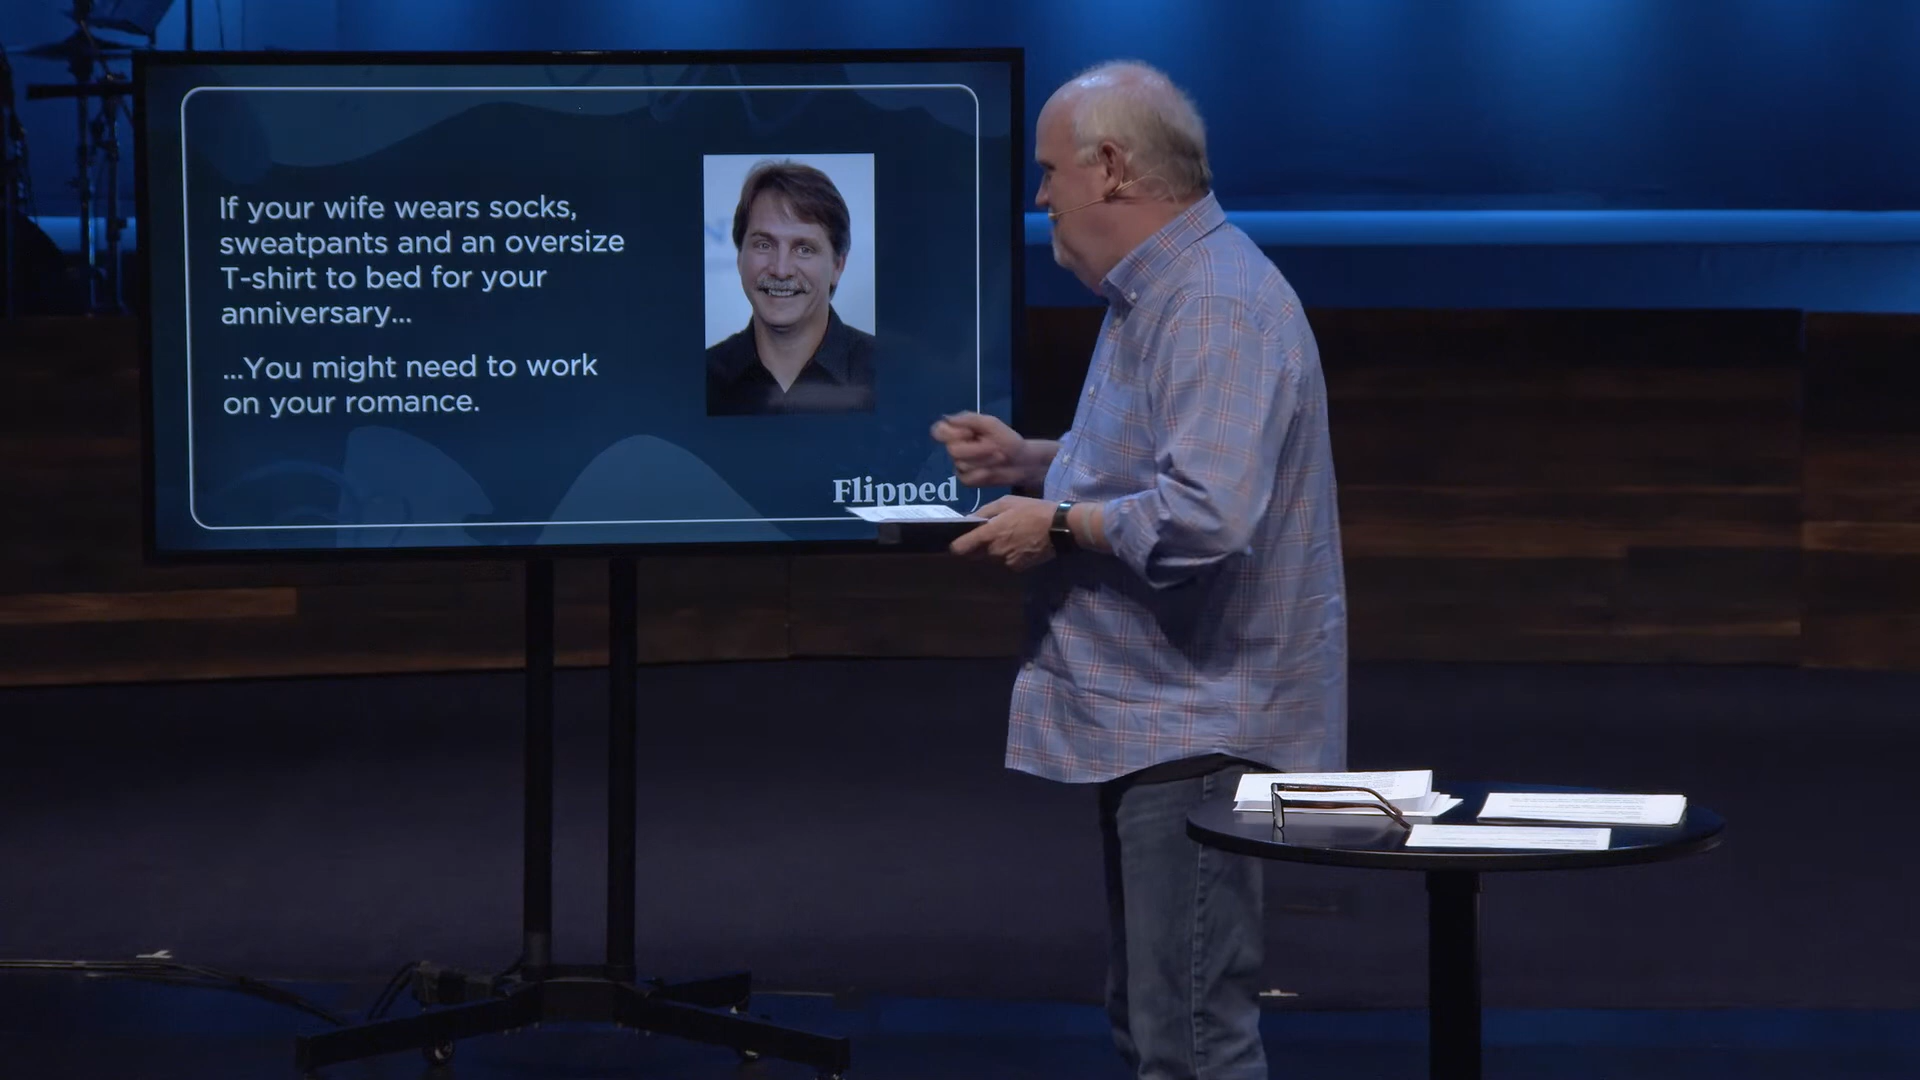 If your wife wears socks,
sweatpants and an oversize
T-shirt to bed for your
anniversary...
...You might need to work
on your romance.
Flipped